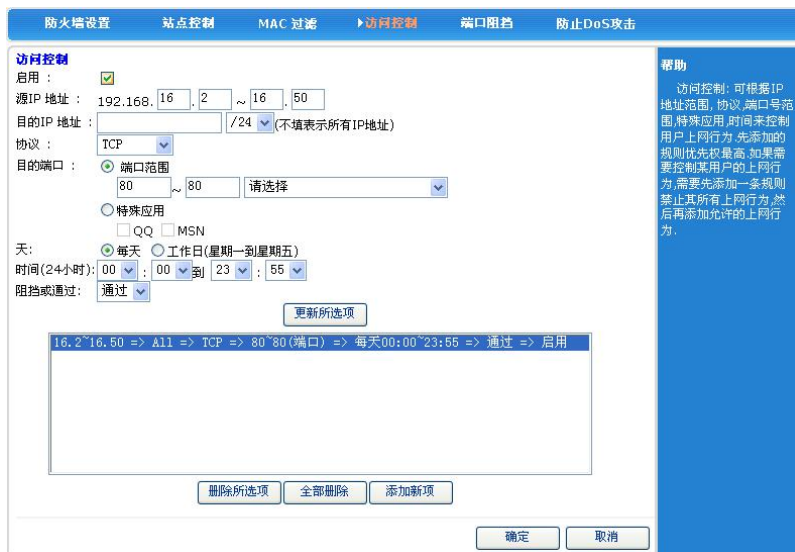 防火墙设置 站点控制 MAC 过滤 访问控制 端口阻挡 防止DoS攻击
访问控制
启用 :
源IP 地址 : 192.168. 16 . 2 ~ 16 . 50
目的IP 地址 : /24 (不填表示所有IP地址)
协议 : TCP
目的端口 : 端口范围
80 ~ 80 请选择
特殊应用
QQ MSN
天: 每天 工作日(星期一到星期五)
时间(24小时): 00 : 00 到 23 : 55
阻挡或通过: 通过
更新所选项
16.2~16.50 => All => TCP => 80~80(端口) => 每天00:00~23:55 => 通过 => 启用
删除所选项 全部删除 添加新项
确定 取消
帮助
访问控制: 可根据IP
地址范围, 协议,端口号范
围,特殊应用,时间来控制
用户上网行为.先添加的
规则优先权最高.如果需
要控制某用户的上网行
为,需要先添加一条规则
禁止其所有上网行为,然
后再添加允许的上网行
为.